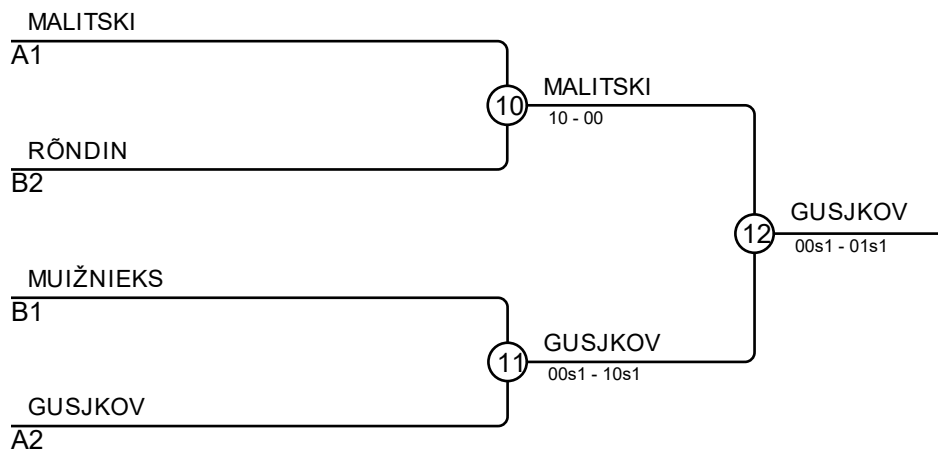 MALITSKI
A1
10
MALITSKI
10 - 00
RÕNDIN
B2
12
GUSJKOV
00s1 - 01s1
MUIŽNIEKS
B1
11
GUSJKOV
00s1 - 10s1
GUSJKOV
A2